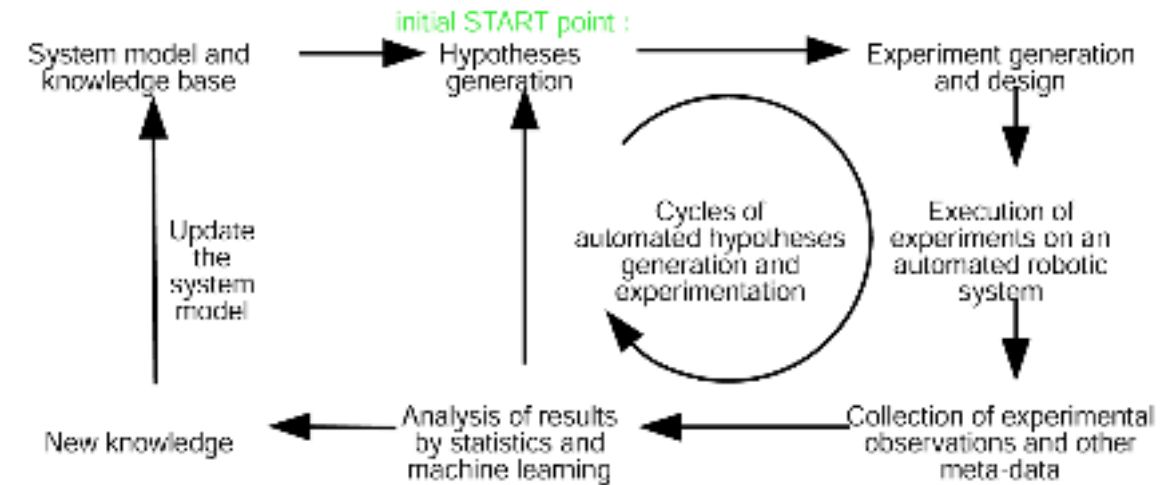 initial START point :
System model and
knowledge base
Hypotheses
generation
Experiment generation
and design
Update
the
system
model
Cycles of
automated hypotheses
generation and
experimentation
Execution of
experiments on an
automated robotic
system
New knowledge
Analysis of results
by statistics and
machine learning
Collection of experimental
observations and other
meta-data